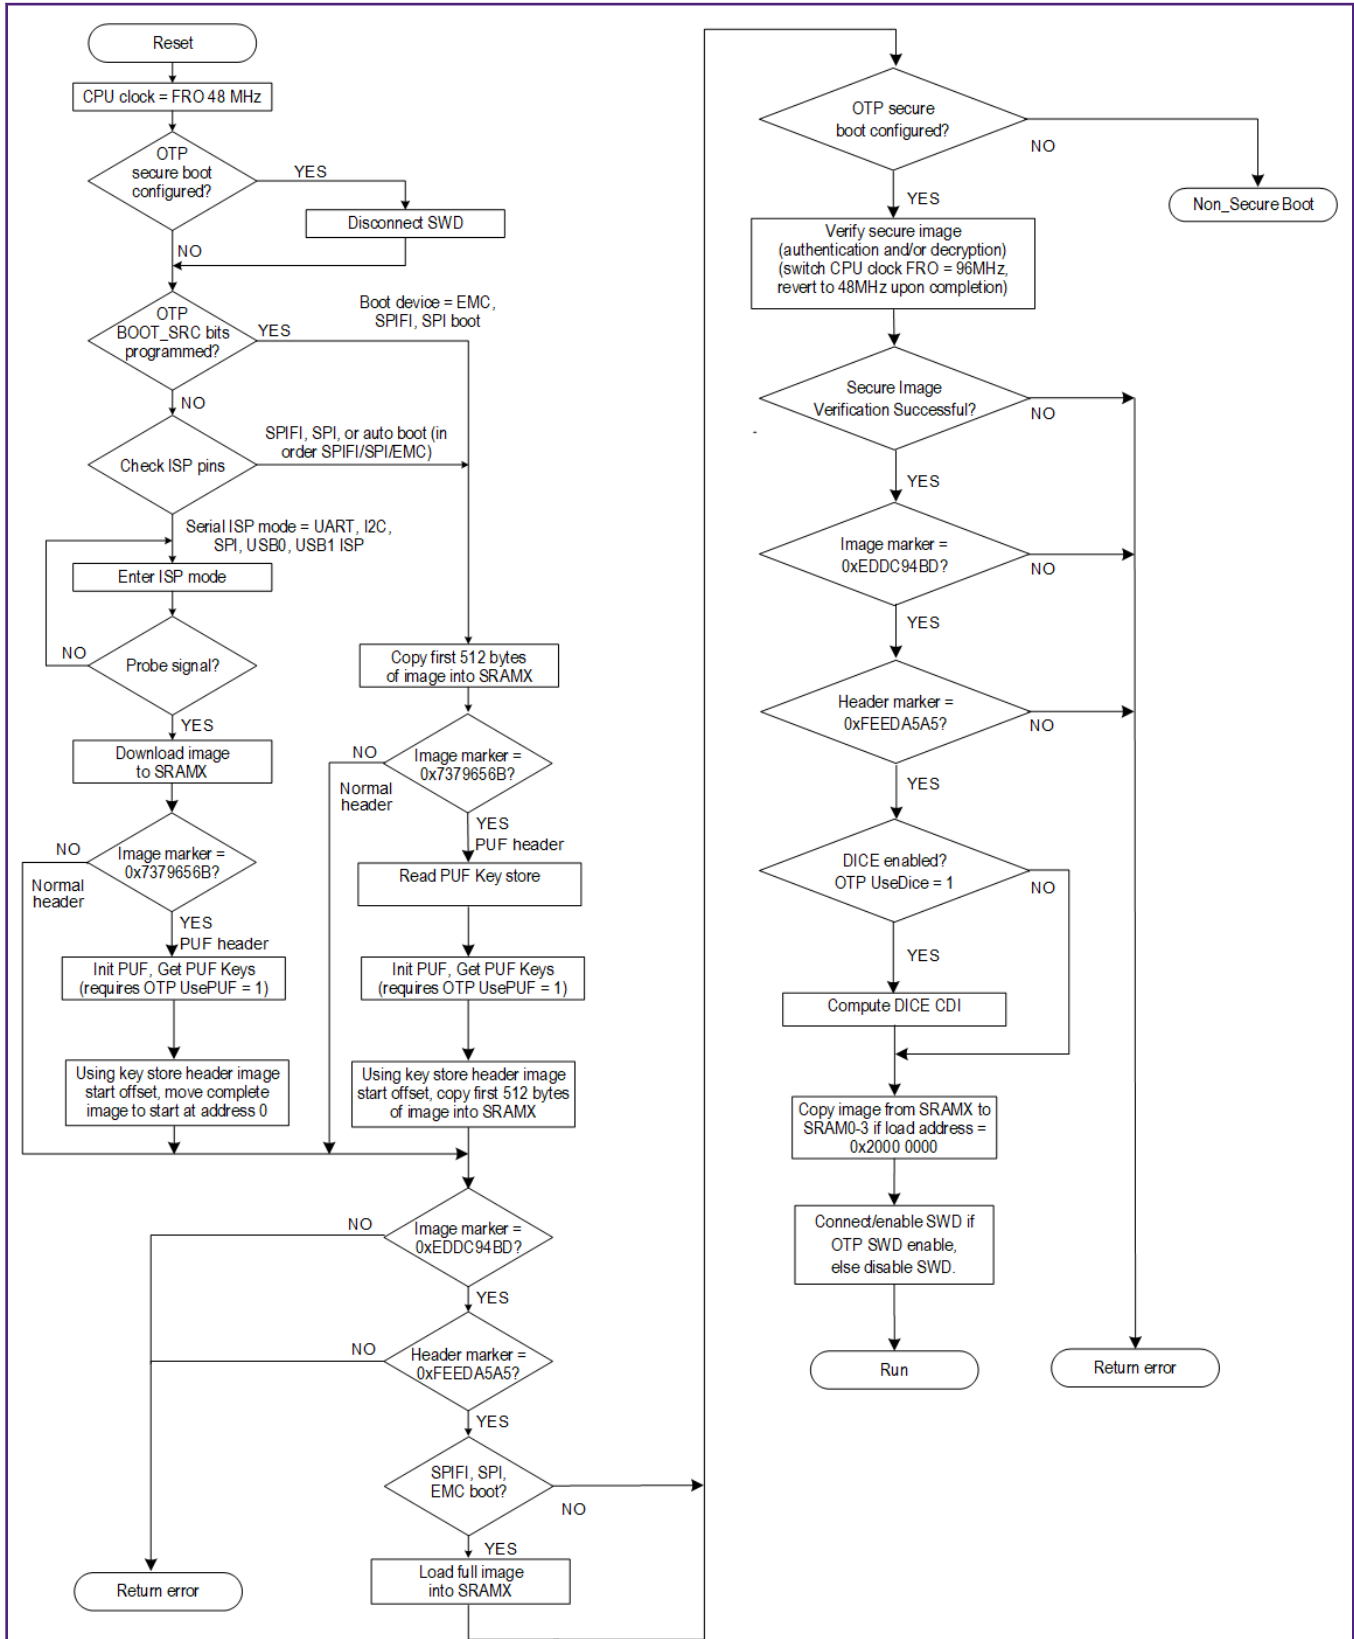 Reset
CPU clock = FRO 48 MHz
OTP
secure boot
configured?
YES
Disconnect SWD
NO
OTP
BOOT_SRC bits
programmed?
YES
Boot device = EMC,
SPIFI, SPI boot
NO
Check ISP pins
SPIFI, SPI, or auto boot (in
order SPIFI/SPI/EMC)
Serial ISP mode = UART, I2C,
SPI, USB0, USB1 ISP
Enter ISP mode
NO
Probe signal?
YES
Download image
to SRAMX
NO
Image marker =
0x7379656B?
Normal
header
YES
PUF header
Init PUF, Get PUF Keys
(requires OTP UsePUF = 1)
Using key store header image
start offset, move complete
image to start at address 0
Copy first 512 bytes
of image into SRAMX
NO
Image marker =
0x7379656B?
Normal
header
YES
PUF header
Read PUF Key store
Init PUF, Get PUF Keys
(requires OTP UsePUF = 1)
Using key store header image
start offset, copy first 512 bytes
of image into SRAMX
NO
Image marker =
0xEDDC94BD?
YES
NO
Header marker =
0xFEEDA5A5?
YES
SPIFI, SPI,
EMC boot?
NO
YES
Load full image
into SRAMX
Return error
OTP secure
boot configured?
NO
Non_Secure Boot
YES
Verify secure image
(authentication and/or decryption)
(switch CPU clock FRO = 96MHz,
revert to 48MHz upon completion)
Secure Image
Verification Successful?
NO
YES
Image marker =
0xEDDC94BD?
NO
YES
Header marker =
0xFEEDA5A5?
NO
YES
DICE enabled?
OTP UseDice = 1
NO
YES
Compute DICE CDI
Copy image from SRAMX to
SRAM0-3 if load address =
0x2000 0000
Connect/enable SWD if
OTP SWD enable,
else disable SWD.
Run
Return error